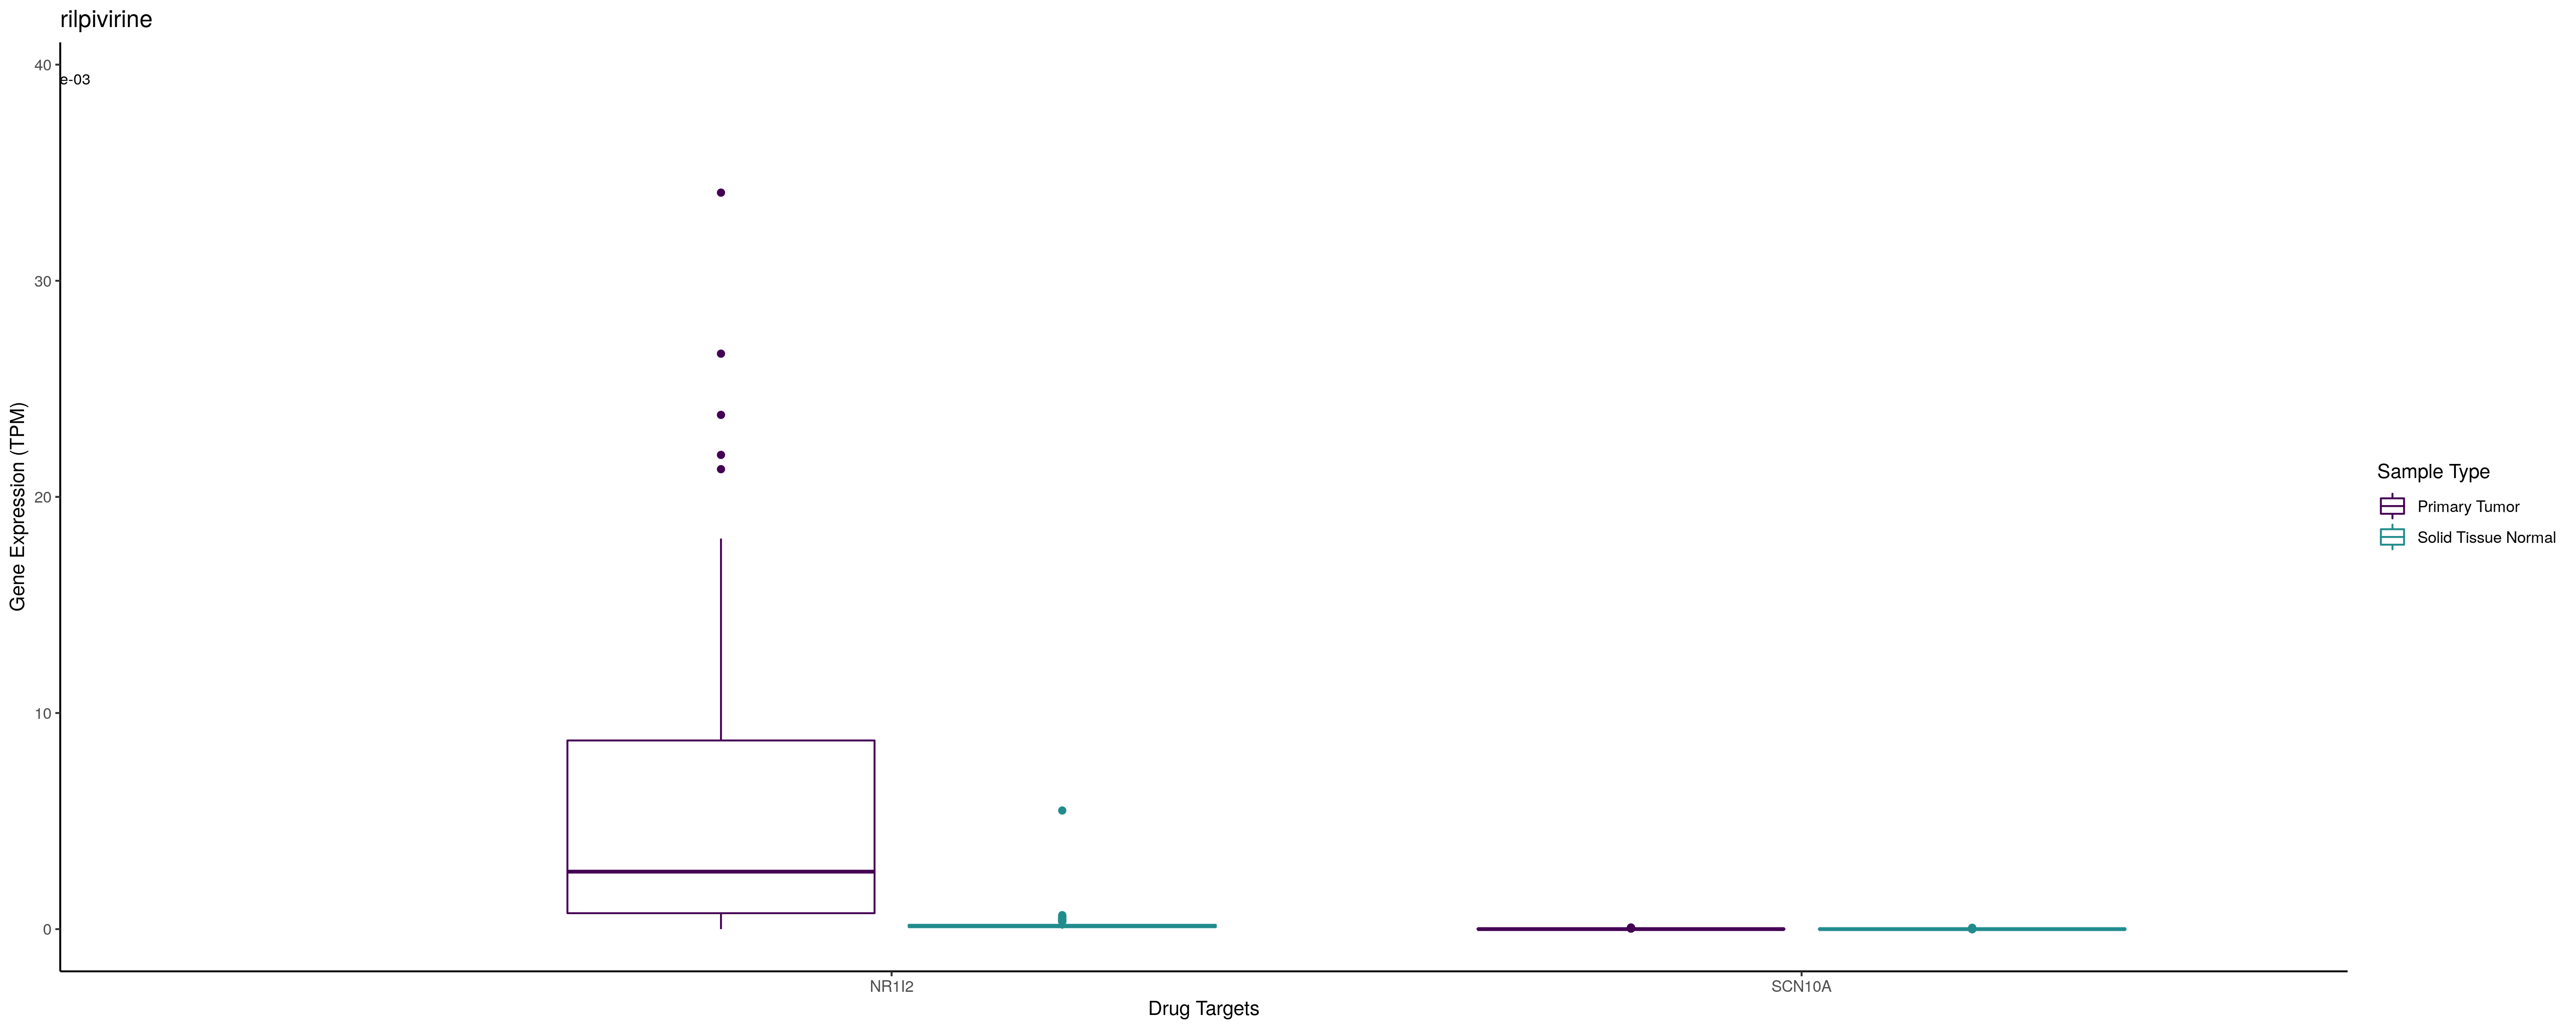 rilpivirine
40
e-03
30
20
10
0
Gene Expression (TPM)
NR1I2
SCN10A
Drug Targets
Sample Type
Primary Tumor
Solid Tissue Normal